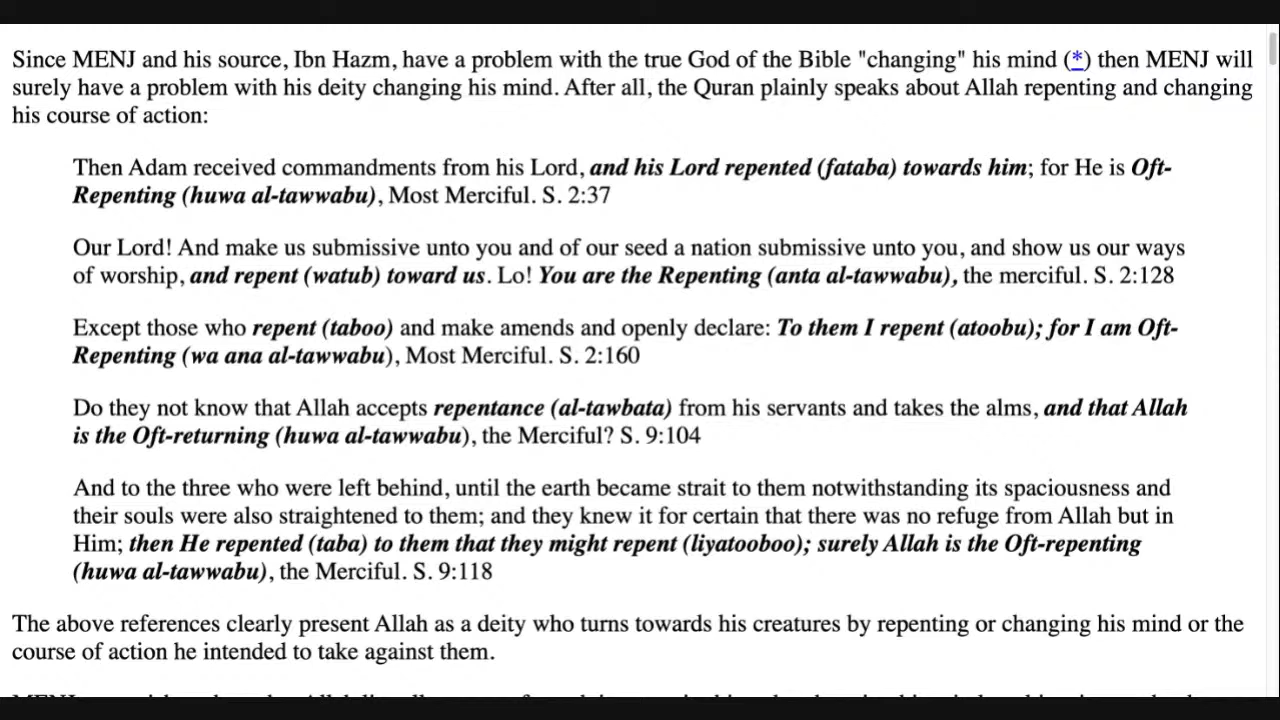 Since MENJ and his source, Ibn Hazm, have a problem with the true God of the Bible "changing" his mind (*) then MENJ will
surely have a problem with his deity changing his mind. After all, the Quran plainly speaks about Allah repenting and changing
his course of action:
Then Adam received commandments from his Lord, and his Lord repented (fataba) towards him; for He is Oft-
Repenting (huwa al-tawwabu), Most Merciful. S. 2:37
Our Lord! And make us submissive unto you and of our seed a nation submissive unto you, and show us our ways
of worship, and repent (watub) toward us. Lo! You are the Repenting (anta al-tawwabu), the merciful. S. 2:128
Except those who repent (taboo) and make amends and openly declare: To them I repent (atoobu); for I am Oft-
Repenting (wa ana al-tawwabu), Most Merciful. S. 2:160
Do they not know that Allah accepts repentance (al-tawbata) from his servants and takes the alms, and that Allah
is the Oft-returning (huwa al-tawwabu), the Merciful? S. 9:104
And to the three who were left behind, until the earth became strait to them notwithstanding its spaciousness and
their souls were also straightened to them; and they knew it for certain that there was no refuge from Allah but in
Him; then He repented (taba) to them that they might repent (liyatooboo); surely Allah is the Oft-repenting
(huwa al-tawwabu), the Merciful. S. 9:118
The above references clearly present Allah as a deity who turns towards his creatures by repenting or changing his mind or the
course of action he intended to take against them.